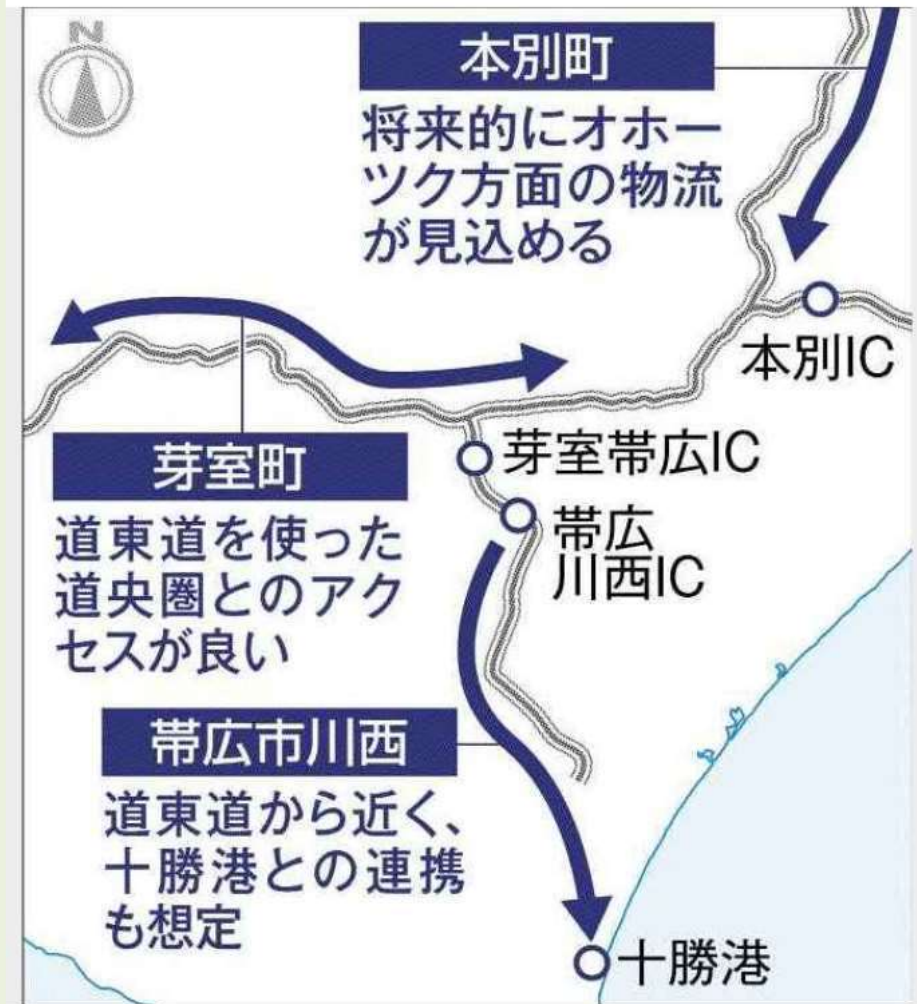 N
本別町
将来的にオホー
ツク方面の物流
が見込める
本別IC
芽室町
道東道を使った
道央圏とのアク
セスが良い
芽室帯広IC
帯広
川西IC
帯広市川西
道東道から近く、
十勝港との連携
も想定
十勝港